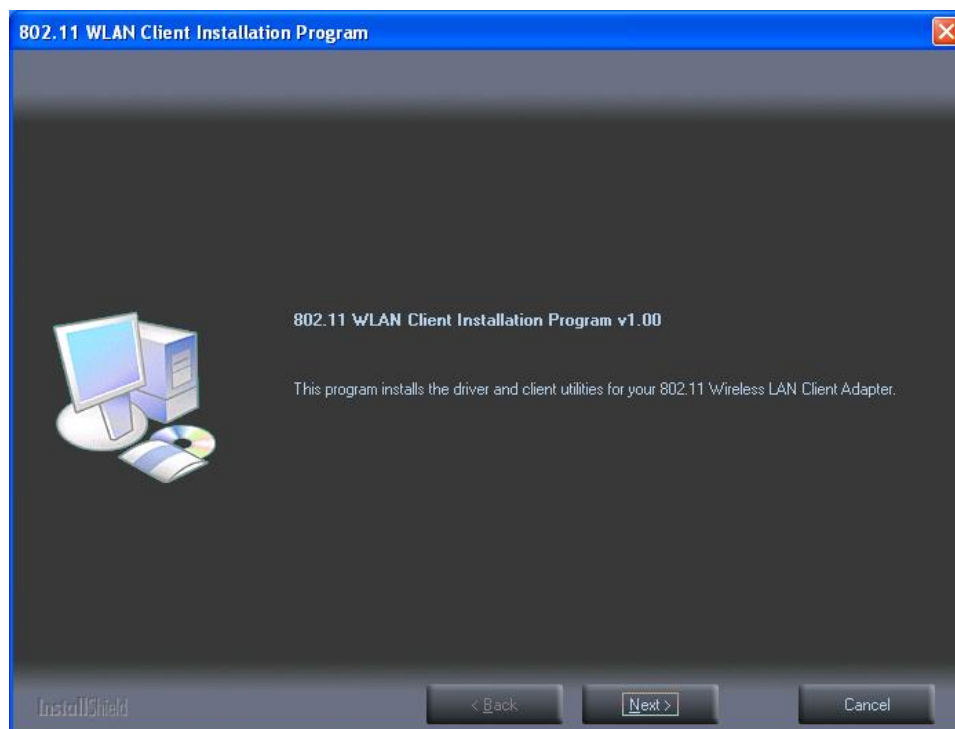 802.11 WLAN Client Installation Program
802.11 WLAN Client Installation Program v1.00
This program installs the driver and client utilities for your 802.11 Wireless LAN Client Adapter.
InstallShield
< Back
Next >
Cancel